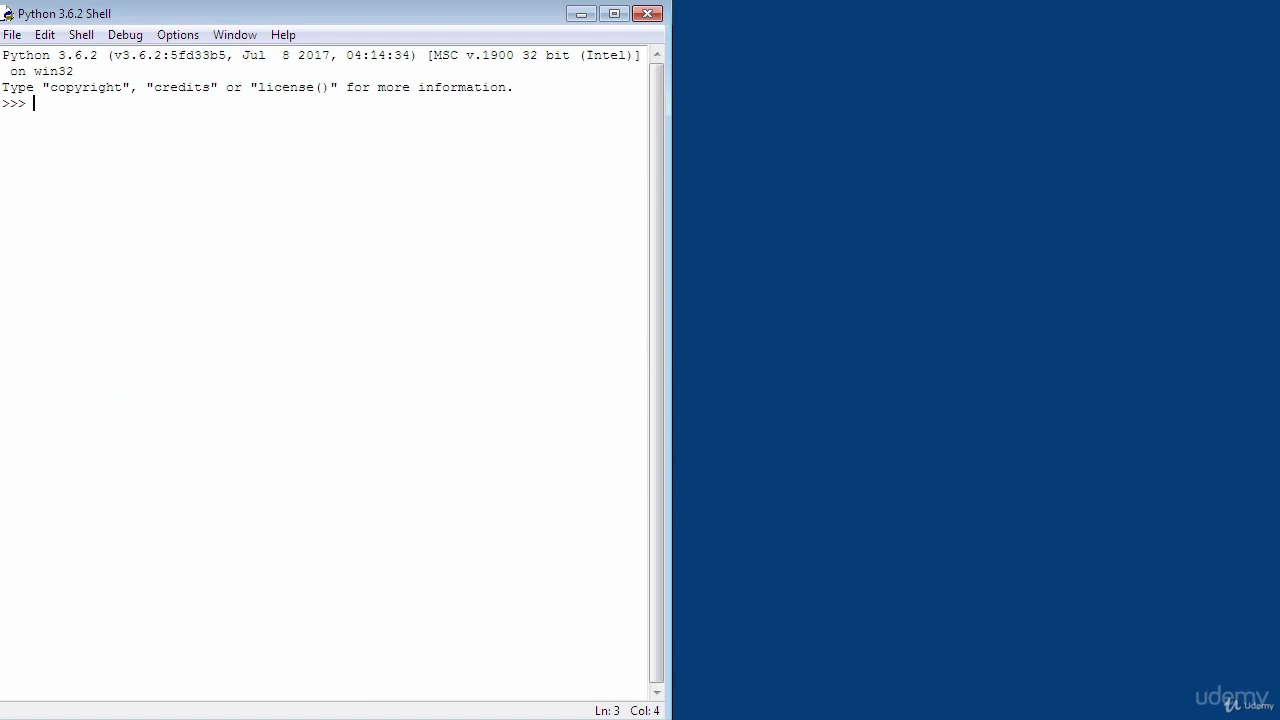 Python 3.6.2 Shell
File Edit Shell Debug Options Window Help
Python 3.6.2 (v3.6.2:5fd33b5, Jul  8 2017, 04:14:34) [MSC v.1900 32 bit (Intel)]
 on win32
Type "copyright", "credits" or "license()" for more information.
>>>
Ln: 3 Col: 4
udemy
Udemy